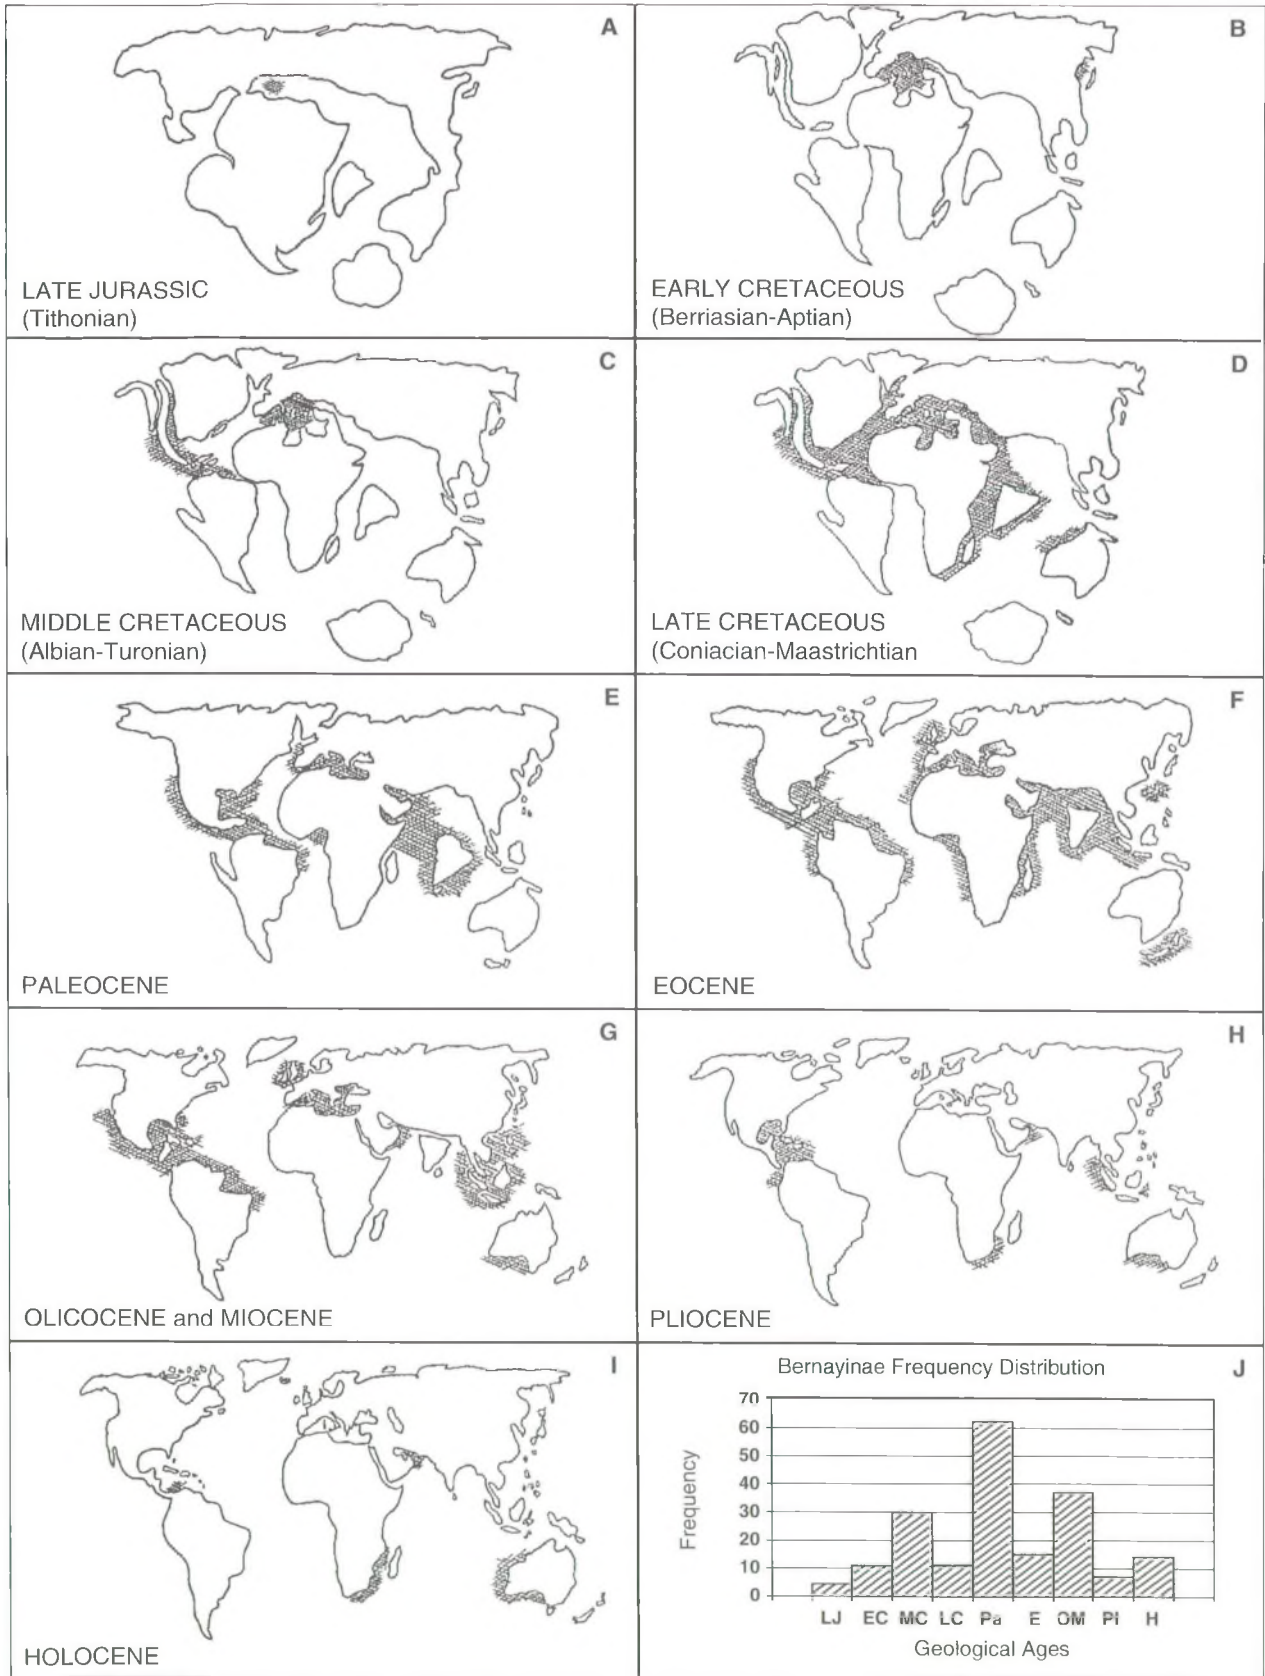 A
LATE JURASSIC
(Tithonian)
B
EARLY CRETACEOUS
(Berriasian-Aptian)
C
MIDDLE CRETACEOUS
(Albian-Turonian)
D
LATE CRETACEOUS
(Coniacian-Maastrichtian
E
PALEOCENE
F
EOCENE
G
OLICOCENE and MIOCENE
H
PLIOCENE
I
HOLOCENE
J
Bernayinae Frequency Distribution
Frequency
70
60
50
40
30
20
10
0
LJ EC MC LC Pa E OM Pl H
Geological Ages